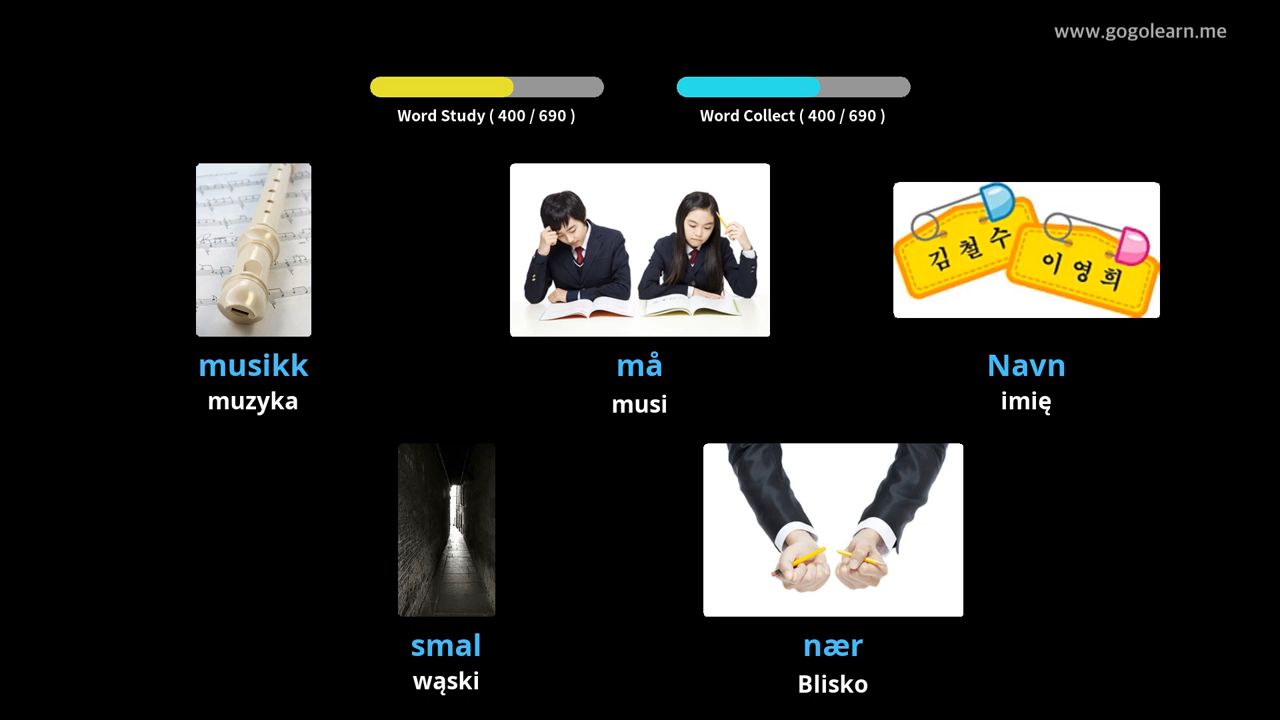 www.gogolearn.me
Word Study ( 400 / 690 )
Word Collect ( 400 / 690 )
김철수
이영희
musikk
muzyka
må
musi
Navn
imię
smal
wąski
nær
Blisko